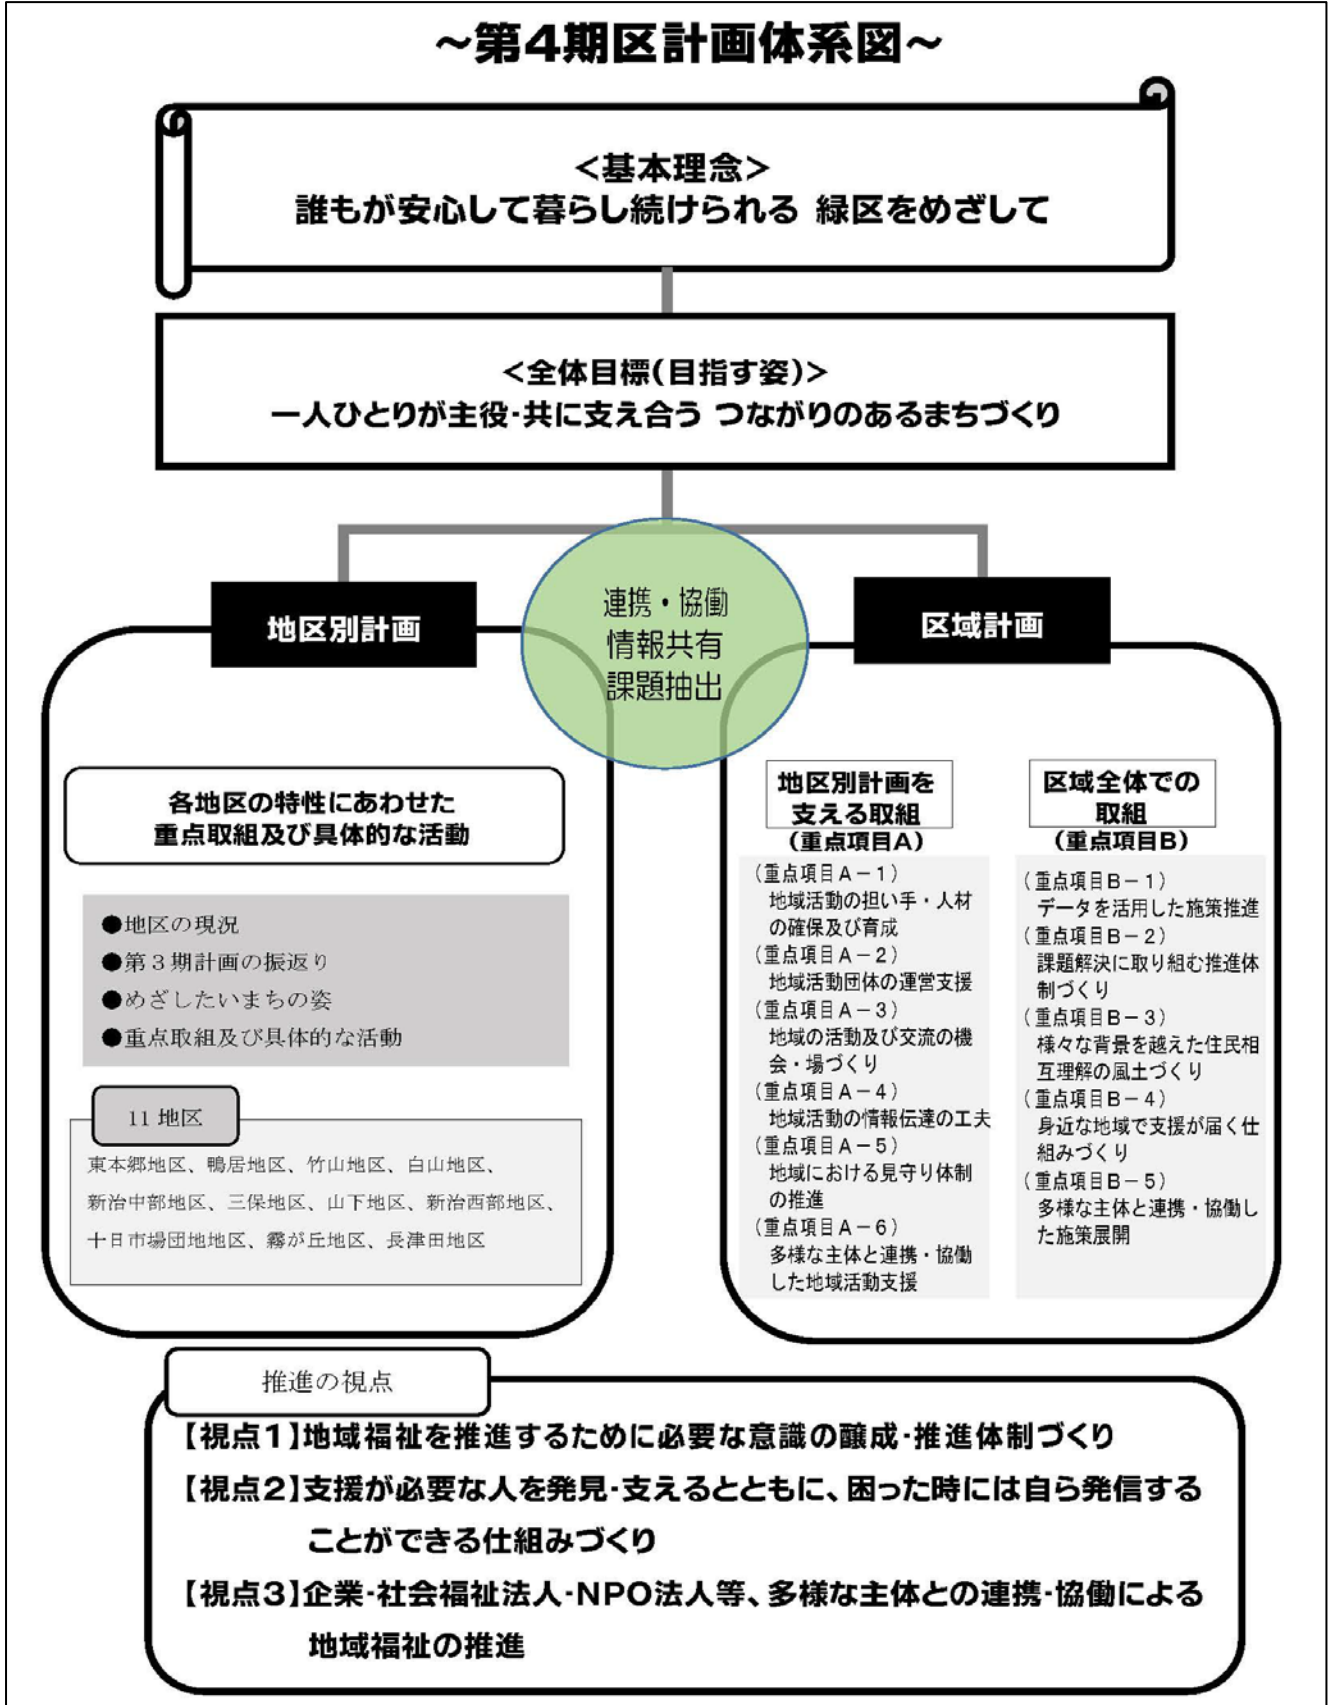 ～第4期区計画体系図～
＜基本理念＞
誰もが安心して暮らし続けられる 緑区をめざして
＜全体目標(目指す姿)＞
一人ひとりが主役・共に支え合う つながりのあるまちづくり
連携・協働
情報共有
課題抽出
地区別計画
各地区の特性にあわせた
重点取組及び具体的な活動
●地区の現況
●第３期計画の振返り
●めざしたいまちの姿
●重点取組及び具体的な活動
11 地区
東本郷地区、鴨居地区、竹山地区、白山地区、
新治中部地区、三保地区、山下地区、新治西部地区、
十日市場団地地区、霧が丘地区、長津田地区
区域計画
地区別計画を
支える取組
(重点項目A)
（重点項目Ａ－１）
地域活動の担い手・人材
の確保及び育成
（重点項目Ａ－２）
地域活動団体の運営支援
（重点項目Ａ－３）
地域の活動及び交流の機
会・場づくり
（重点項目Ａ－４）
地域活動の情報伝達の工夫
（重点項目Ａ－５）
地域における見守り体制
の推進
（重点項目Ａ－６）
多様な主体と連携・協働
した地域活動支援
区域全体での
取組
(重点項目B)
（重点項目Ｂ－１）
データを活用した施策推進
（重点項目Ｂ－２）
課題解決に取り組む推進体
制づくり
（重点項目Ｂ－３）
様々な背景を越えた住民相
互理解の風土づくり
（重点項目Ｂ－４）
身近な地域で支援が届く仕
組みづくり
（重点項目Ｂ－５）
多様な主体と連携・協働し
た施策展開
推進の視点
【視点１】地域福祉を推進するために必要な意識の醸成・推進体制づくり
【視点２】支援が必要な人を発見・支えるとともに、困った時には自ら発信する
ことができる仕組みづくり
【視点３】企業・社会福祉法人・NPO法人等、多様な主体との連携・協働による
地域福祉の推進